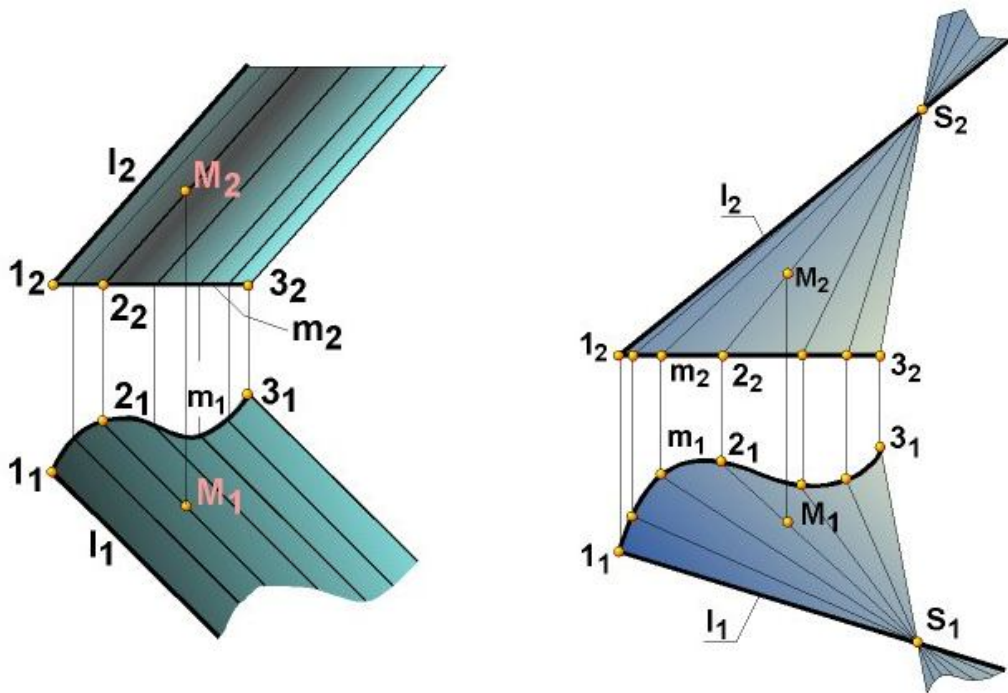 l₂
M₂
1₂
2₂
3₂
m₂
2₁
m₁
3₁
1₁
M₁
l₁
S₂
l₂
M₂
1₂
m₂
2₂
3₂
m₁
2₁
3₁
M₁
1₁
l₁
S₁